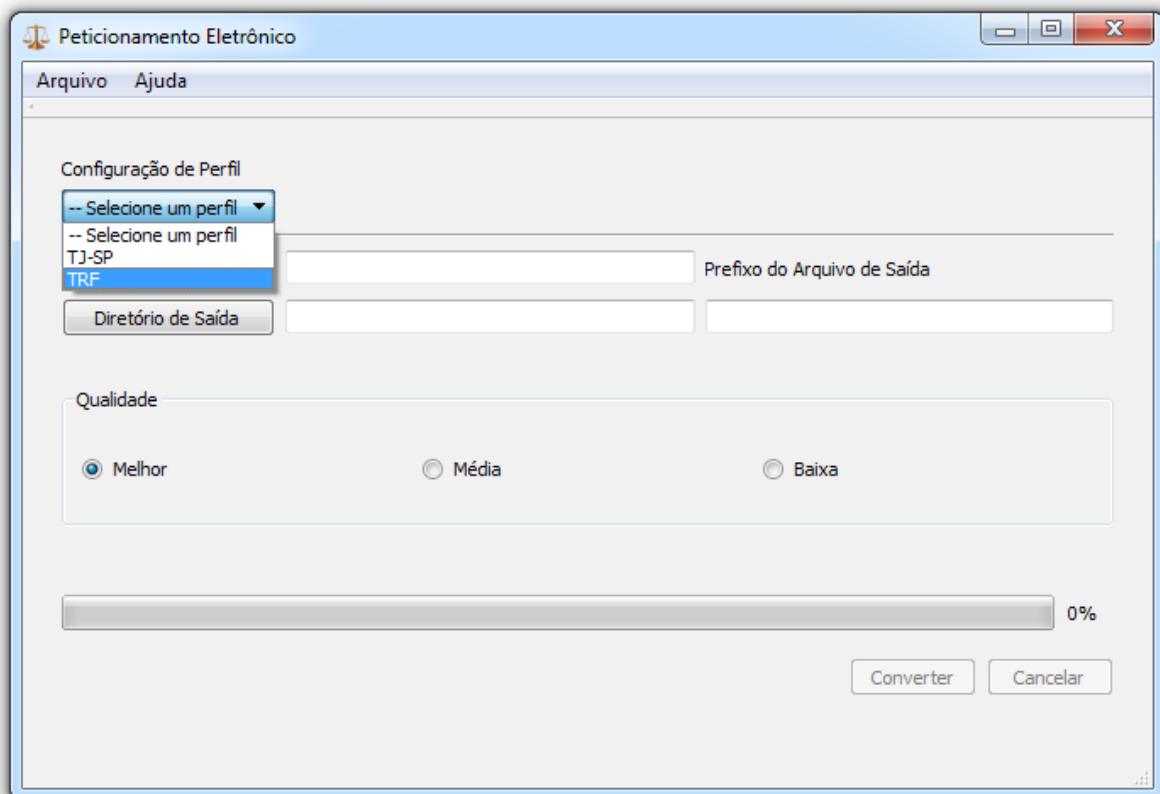 Peticionamento Eletrônico
Arquivo Ajuda
Configuração de Perfil
-- Selecione um perfil
-- Selecione um perfil
TJ-SP
TRF
Prefixo do Arquivo de Saída
Diretório de Saída
Qualidade
Melhor Média Baixa
0%
Converter Cancelar